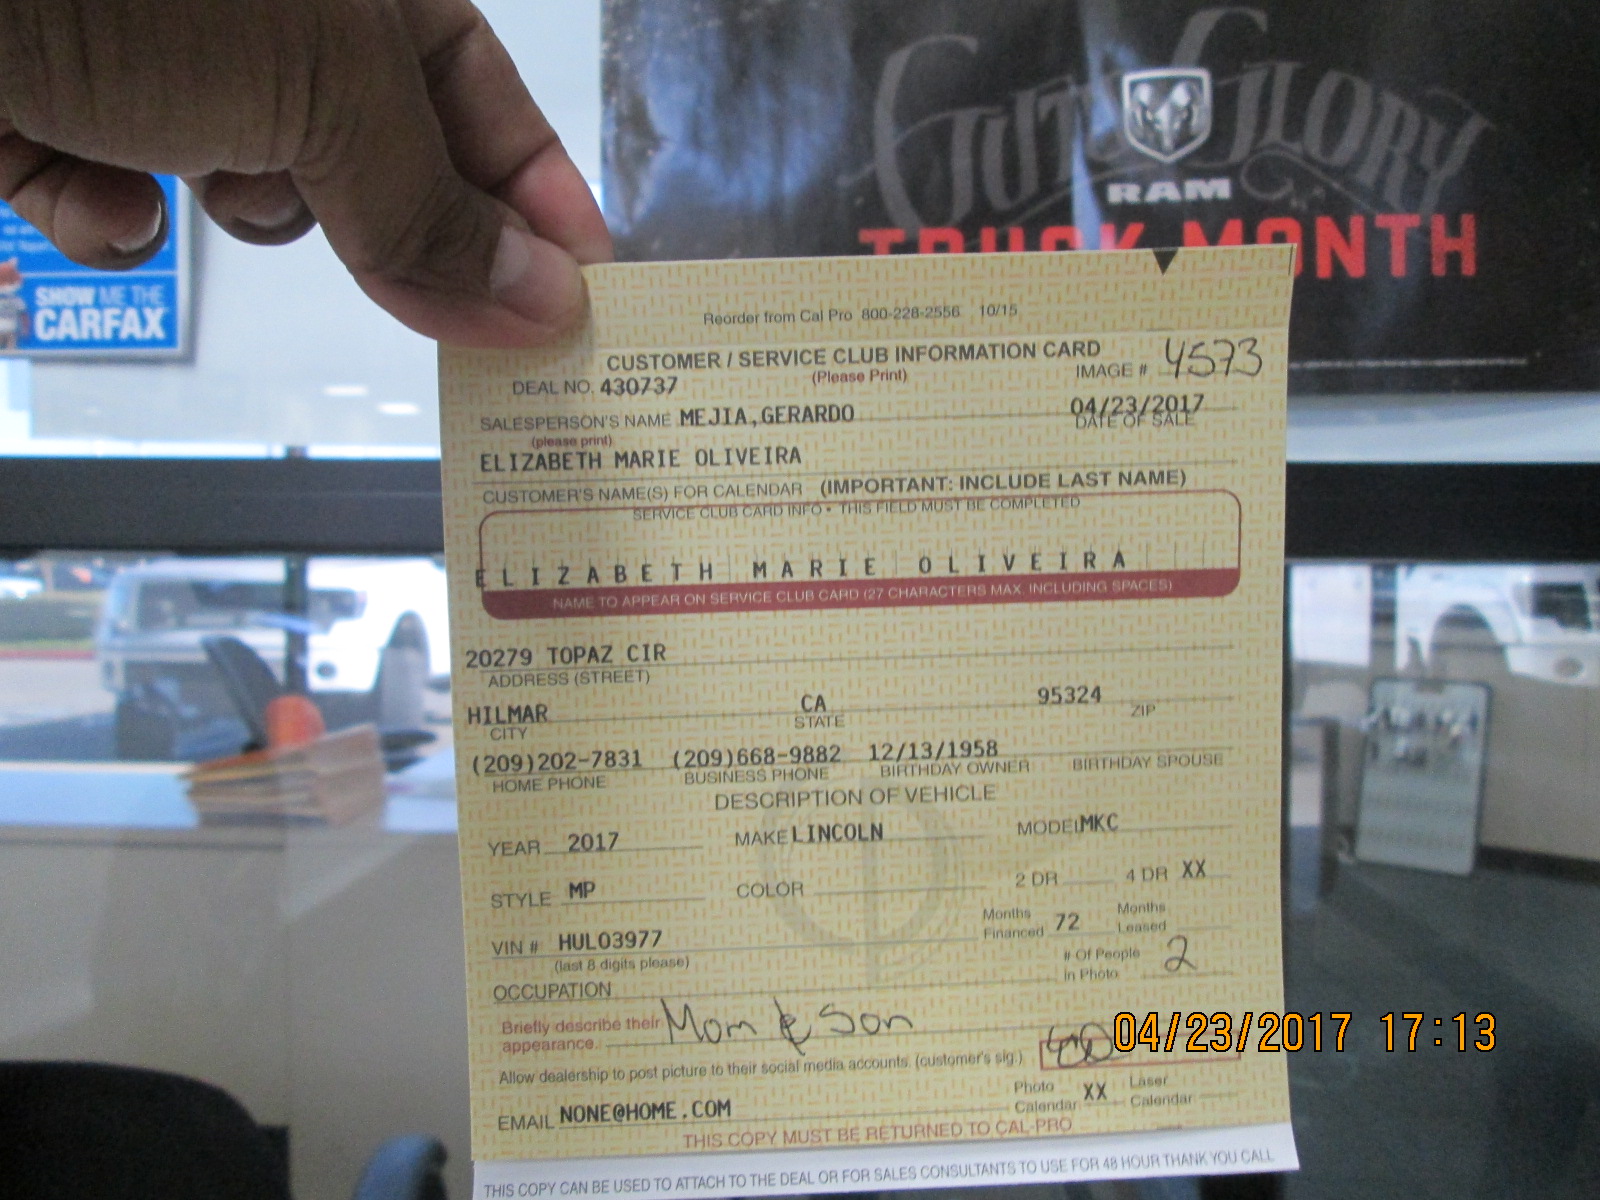 GUTS GLORY
RAM
TRUCK MONTH
SHOW ME THE
CARFAX
Reorder from Cal Pro 800-228-2556 10/15
CUSTOMER / SERVICE CLUB INFORMATION CARD
(Please Print)
IMAGE # 4573
DEAL NO. 430737
SALESPERSON'S NAME MEJIA,GERARDO 04/23/2017
(please print) DATE OF SALE
ELIZABETH MARIE OLIVEIRA
CUSTOMER'S NAME(S) FOR CALENDAR (IMPORTANT: INCLUDE LAST NAME)
SERVICE CLUB CARD INFO • THIS FIELD MUST BE COMPLETED
ELIZABETH MARIE OLIVEIRA
NAME TO APPEAR ON SERVICE CLUB CARD (27 CHARACTERS MAX. INCLUDING SPACES)
20279 TOPAZ CIR
ADDRESS (STREET)
HILMAR CA 95324
CITY STATE ZIP
(209)202-7831 (209)668-9882 12/13/1958
HOME PHONE BUSINESS PHONE BIRTHDAY OWNER BIRTHDAY SPOUSE
DESCRIPTION OF VEHICLE
YEAR 2017 MAKE LINCOLN MODEL MKC
STYLE MP COLOR 2 DR 4 DR XX
VIN # HUL03977 Months Financed 72 Months Leased
(last 8 digits please) # Of People in Photo 2
OCCUPATION
Briefly describe their appearance. Mom & Son
Allow dealership to post picture to their social media accounts. (customer's sig.)
04/23/2017 17:13
EMAIL NONE@HOME.COM Photo Calendar XX Laser Calendar
THIS COPY MUST BE RETURNED TO CAL-PRO
THIS COPY CAN BE USED TO ATTACH TO THE DEAL OR FOR SALES CONSULTANTS TO USE FOR 48 HOUR THANK YOU CALL